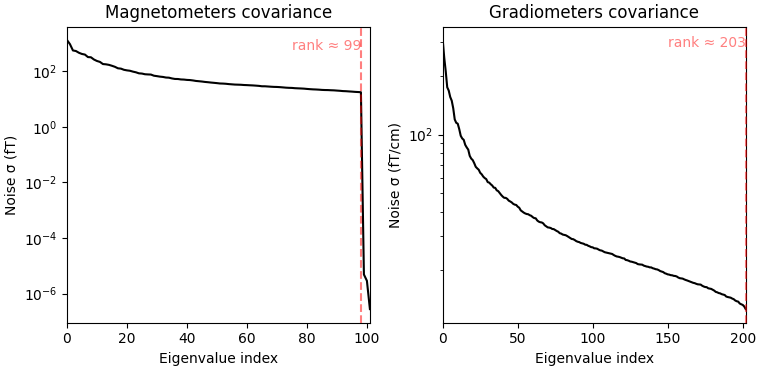 Magnetometers covariance
rank ≈ 99
10²
10⁰
10⁻²
10⁻⁴
10⁻⁶
Noise σ (fT)
0 20 40 60 80 100
Eigenvalue index
Gradiometers covariance
rank ≈ 203
10²
Noise σ (fT/cm)
0 50 100 150 200
Eigenvalue index